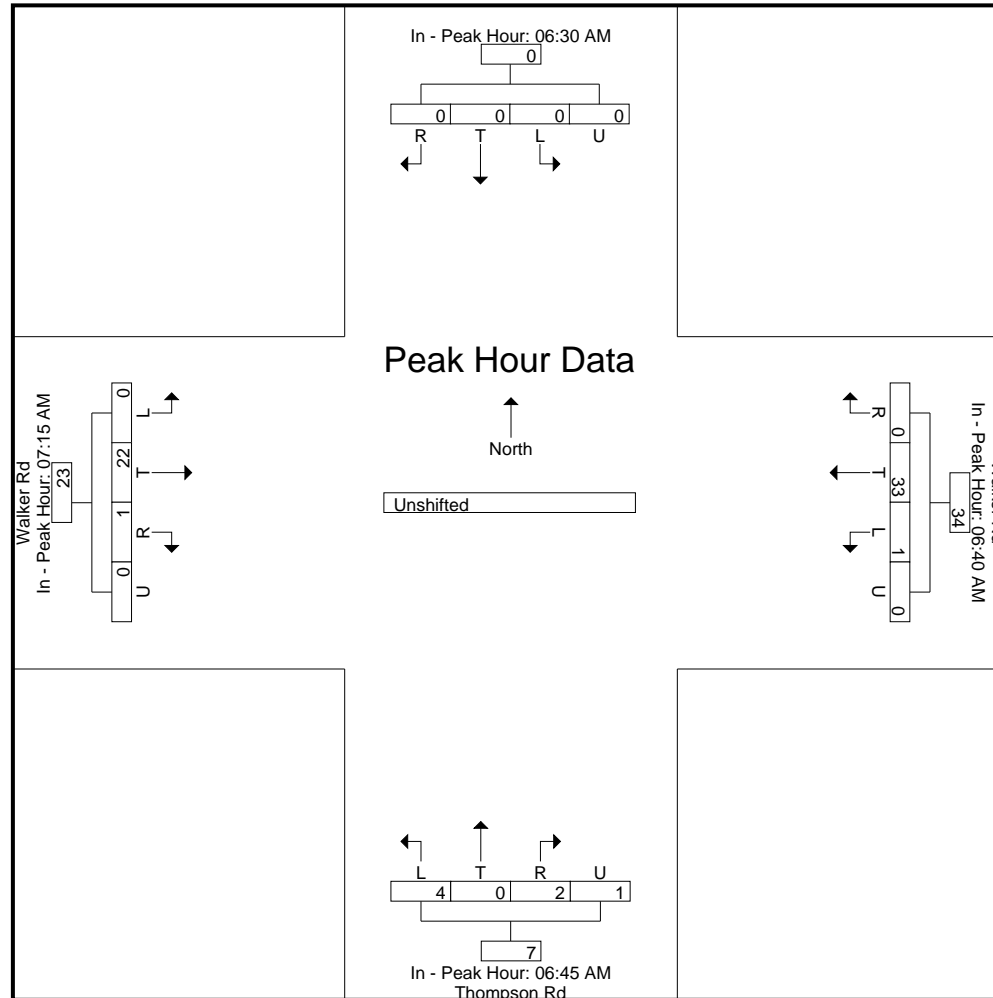 In - Peak Hour: 06:30 AM
0
0 0 0 0
R T L U
Peak Hour Data
North
Unshifted
Walker Rd
In - Peak Hour: 07:15 AM
23
0 22 1 0
L T R U
R T L U
0 33 1 0
34
In - Peak Hour: 06:40 AM
L T R U
4 0 2 1
7
In - Peak Hour: 06:45 AM
Thompson Rd